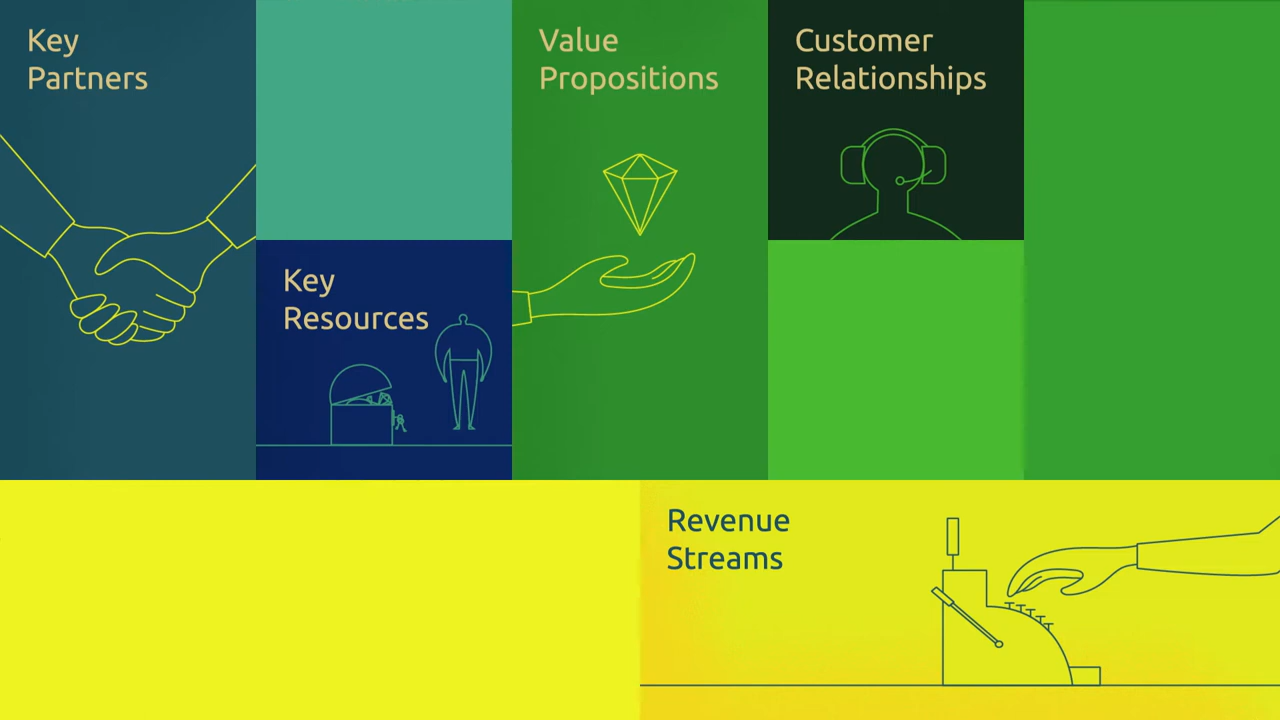 Key
Partners
Value
Propositions
Customer
Relationships
Key
Resources
Revenue
Streams